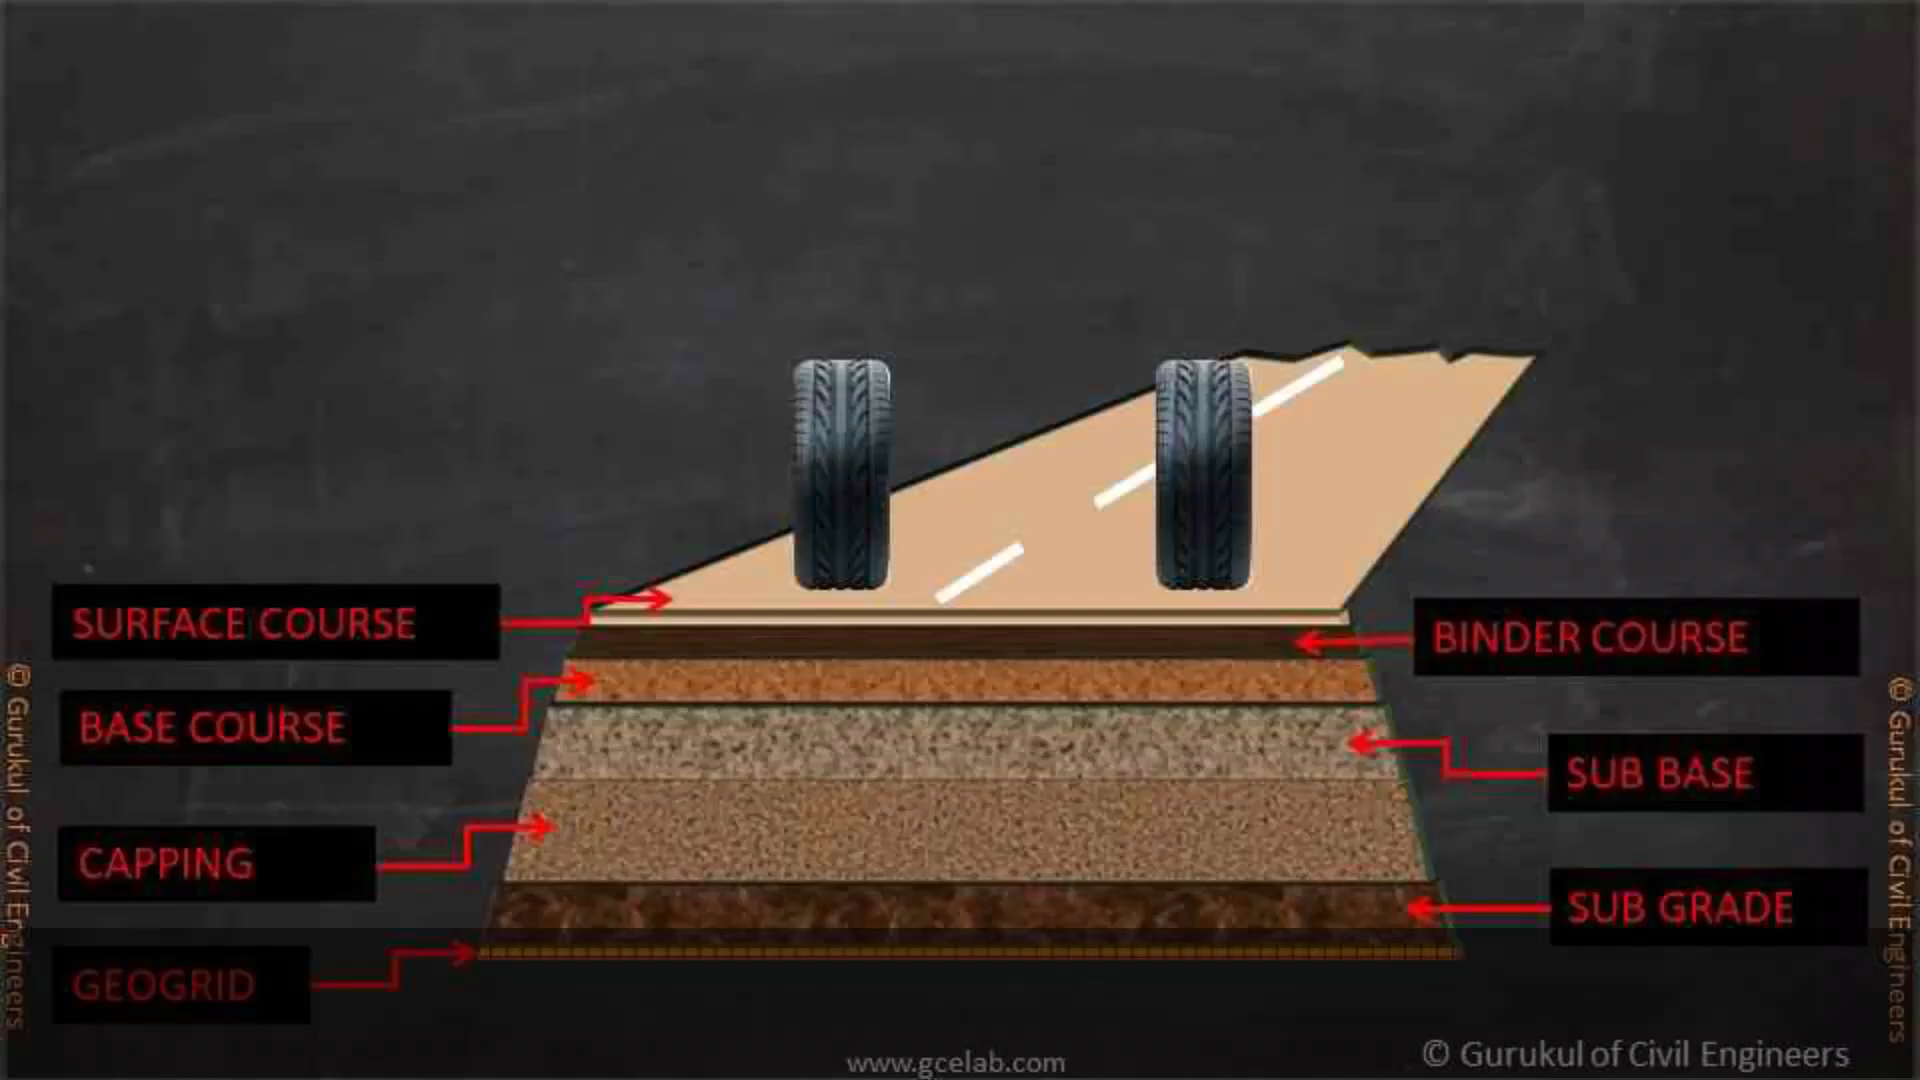 SURFACE COURSE
BINDER COURSE
BASE COURSE
SUB BASE
CAPPING
SUB GRADE
GEOGRID
© Gurukul of Civil Engineers
© Gurukul of Civil Engineers
www.gcelab.com
© Gurukul of Civil Engineers